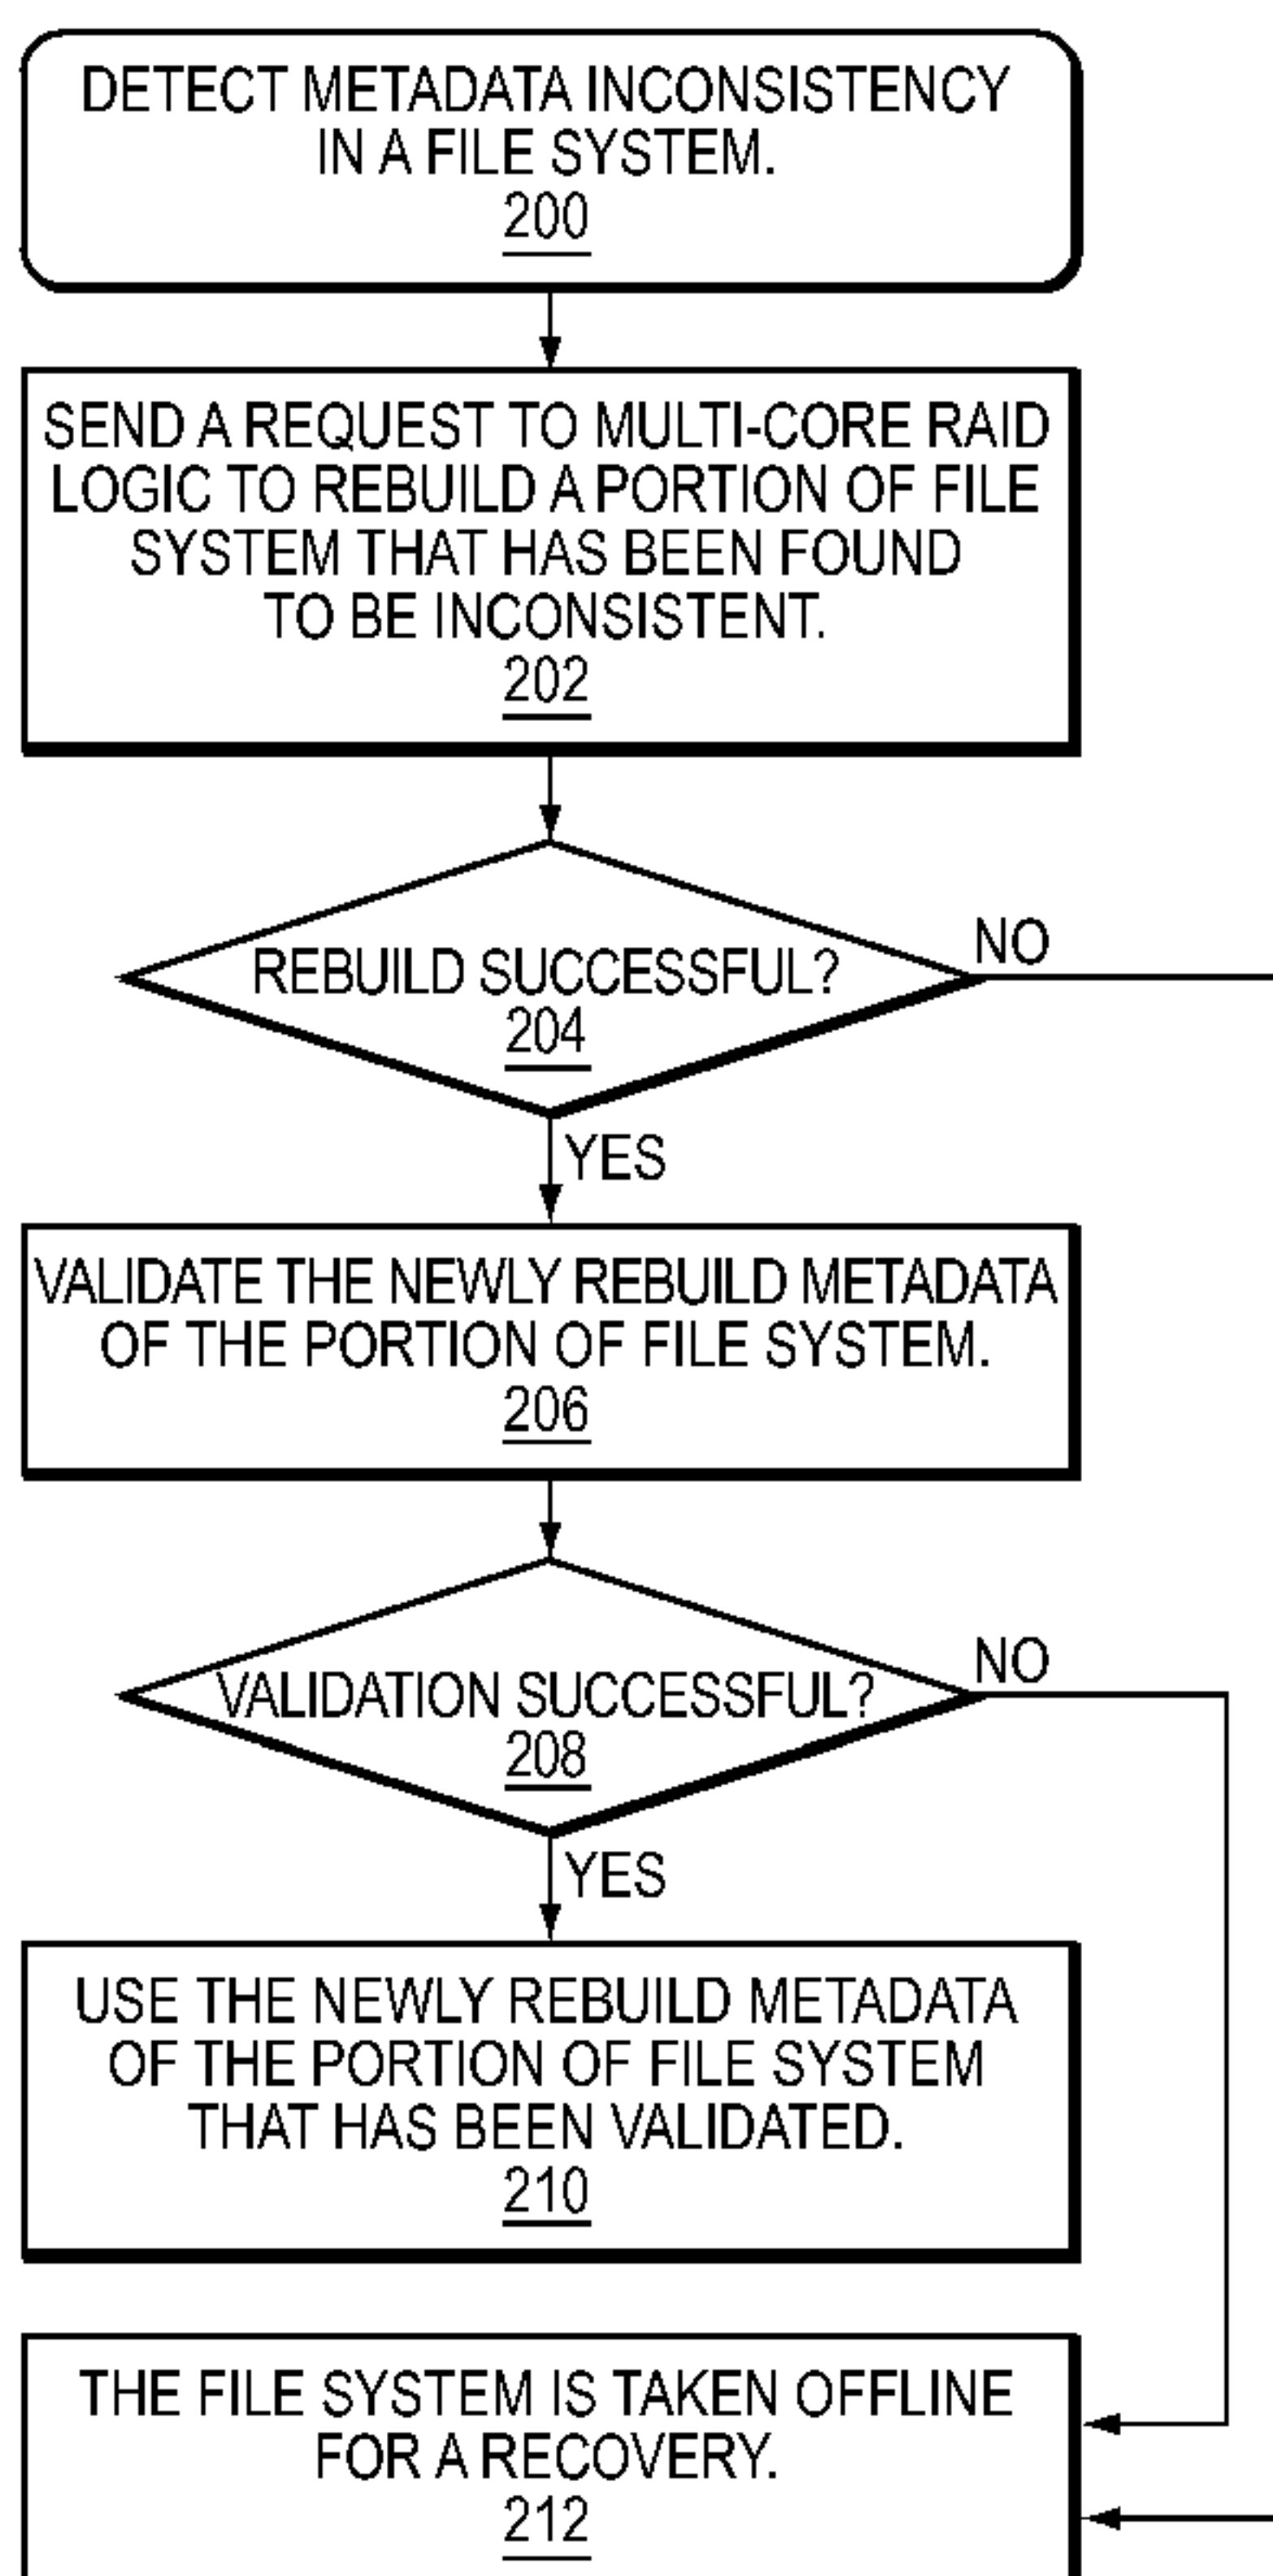 DETECT METADATA INCONSISTENCY
IN A FILE SYSTEM.
200
SEND A REQUEST TO MULTI-CORE RAID
LOGIC TO REBUILD A PORTION OF FILE
SYSTEM THAT HAS BEEN FOUND
TO BE INCONSISTENT.
202
REBUILD SUCCESSFUL?
204
NO
YES
VALIDATE THE NEWLY REBUILD METADATA
OF THE PORTION OF FILE SYSTEM.
206
VALIDATION SUCCESSFUL?
208
NO
YES
USE THE NEWLY REBUILD METADATA
OF THE PORTION OF FILE SYSTEM
THAT HAS BEEN VALIDATED.
210
THE FILE SYSTEM IS TAKEN OFFLINE
FOR A RECOVERY.
212